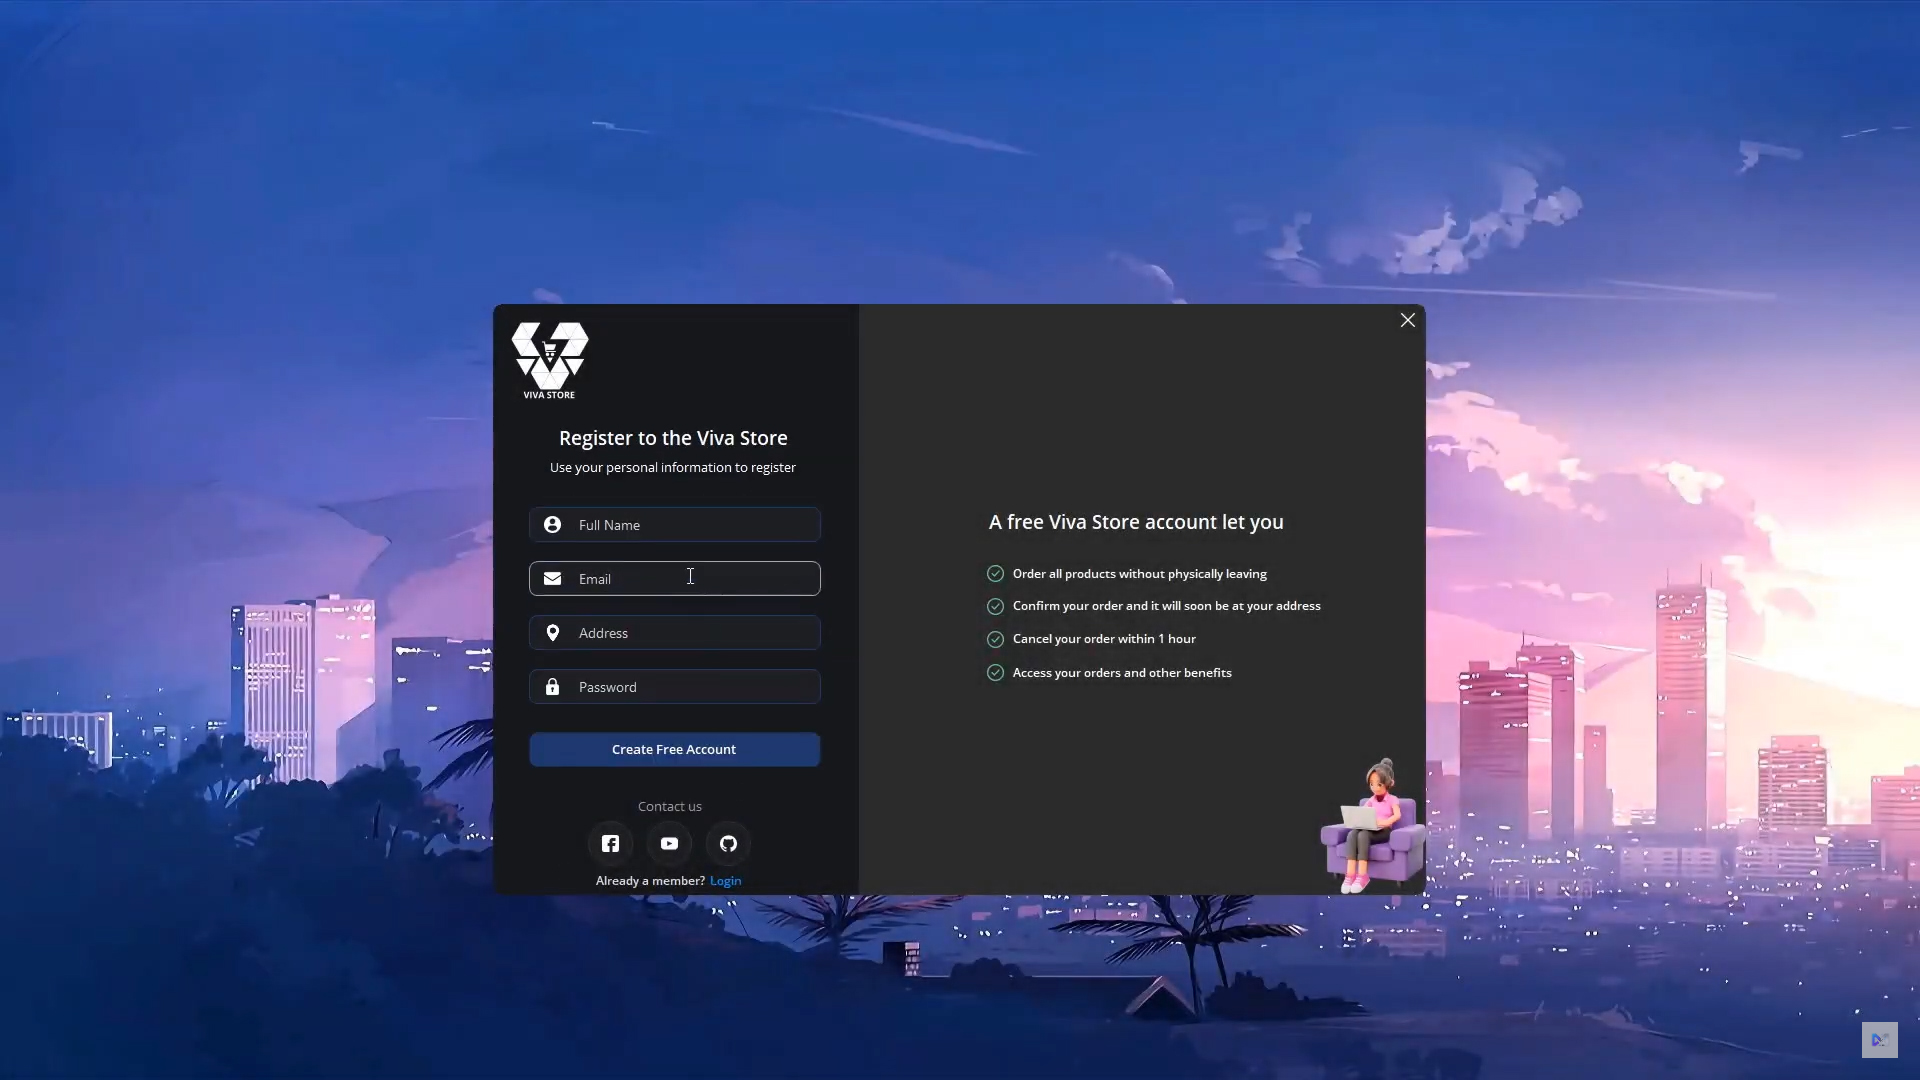 VIVA STORE
Register to the Viva Store
Use your personal information to register
Full Name
Email
Address
Password
Create Free Account
Contact us
Already a member? Login
A free Viva Store account let you
Order all products without physically leaving
Confirm your order and it will soon be at your address
Cancel your order within 1 hour
Access your orders and other benefits